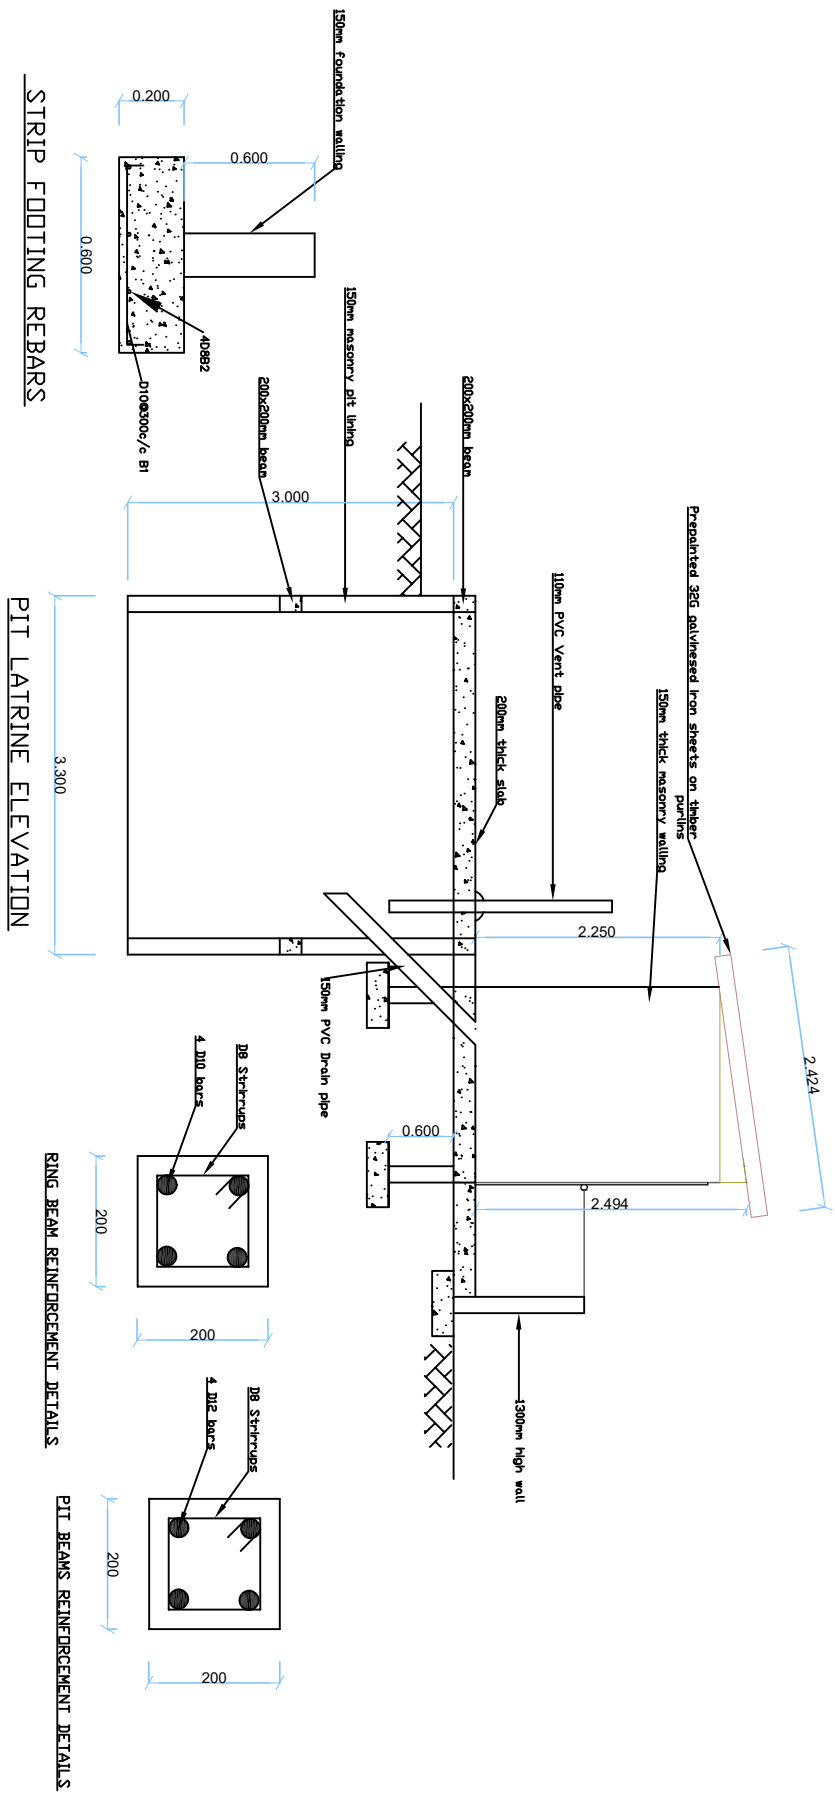 Prepainted 32G galvinesed iron sheets on timber
purlins
150mm thick masonry walling
2.424
110mm PVC Vent pipe
200mm thick slab
2.250
2.494
1300mm high wall
200x200mm beam
150mm masonry pit lining
200x200mm beam
3.000
0.600
150mm PVC Drain pipe
3.300
PIT LATRINE ELEVATION
150mm foundation walling
0.600
0.200
4D8B2
D10@300c/c B1
0.600
STRIP FOOTING REBARS
D8 Strirrups
4 D10 bars
200
200
RING BEAM REINFORCEMENT DETAILS
D8 Strirrups
4 D12 bars
200
200
PIT BEAMS REINFORCEMENT DETAILS